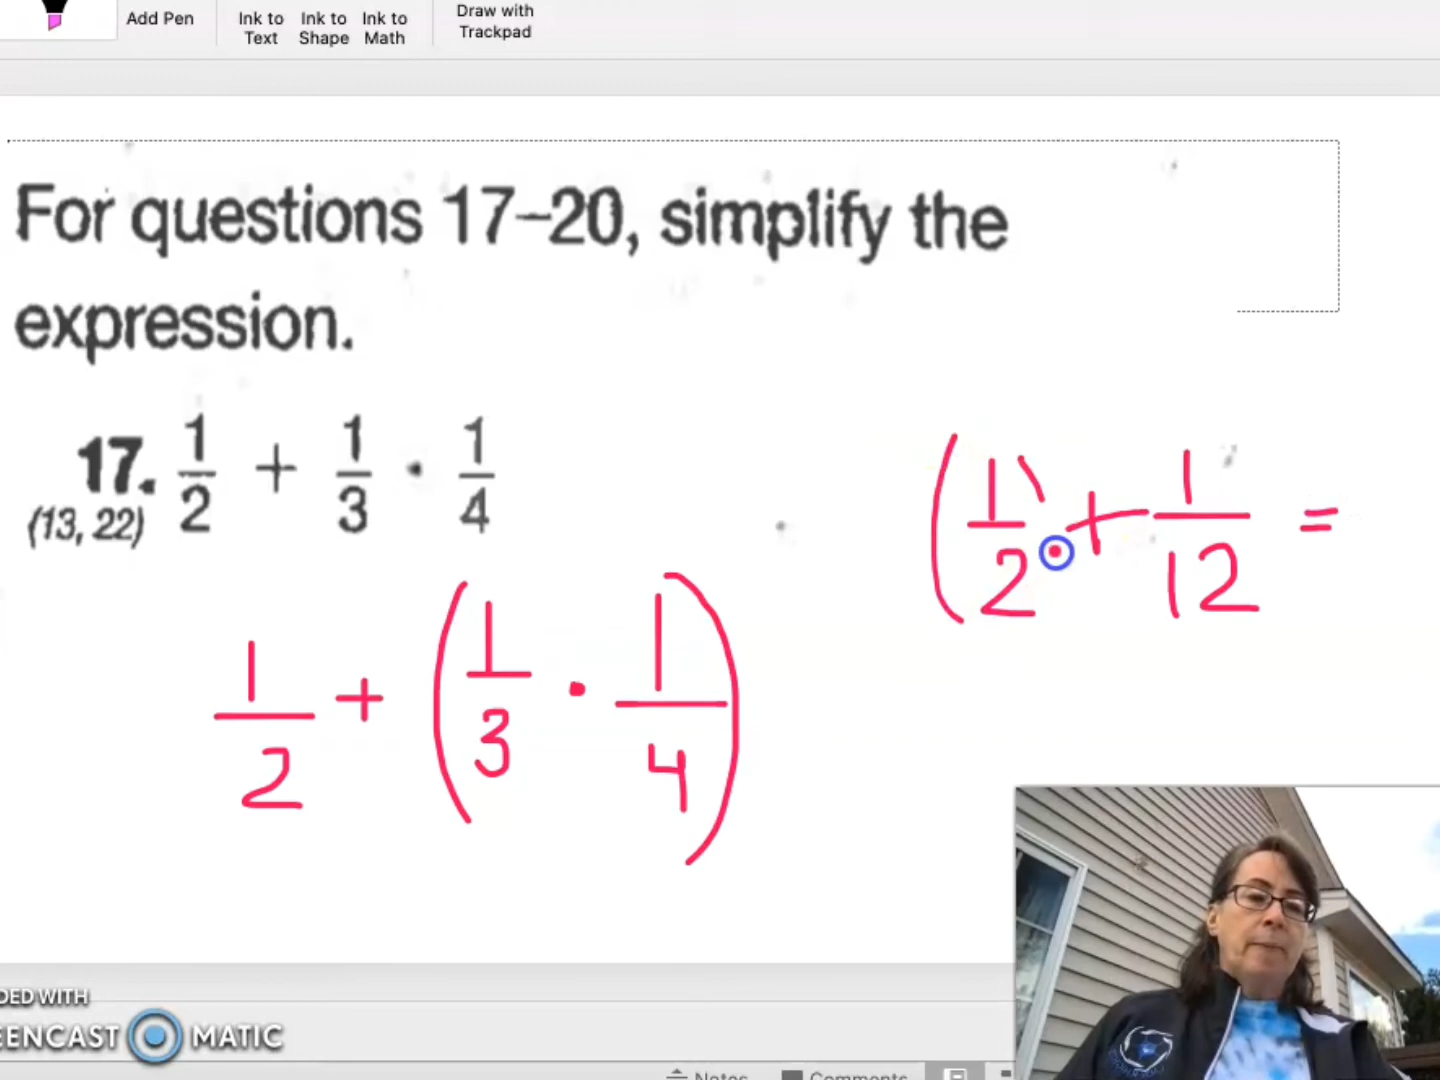 Add Pen
Ink to Text
Ink to Shape
Ink to Math
Draw with Trackpad
For questions 17–20, simplify the
expression.
17. 1/2 + 1/3 · 1/4
(13, 22)
(1/2 + 1/12 =
1/2 + (1/3 · 1/4)
DED WITH
EENCAST MATIC
Notes
Comments